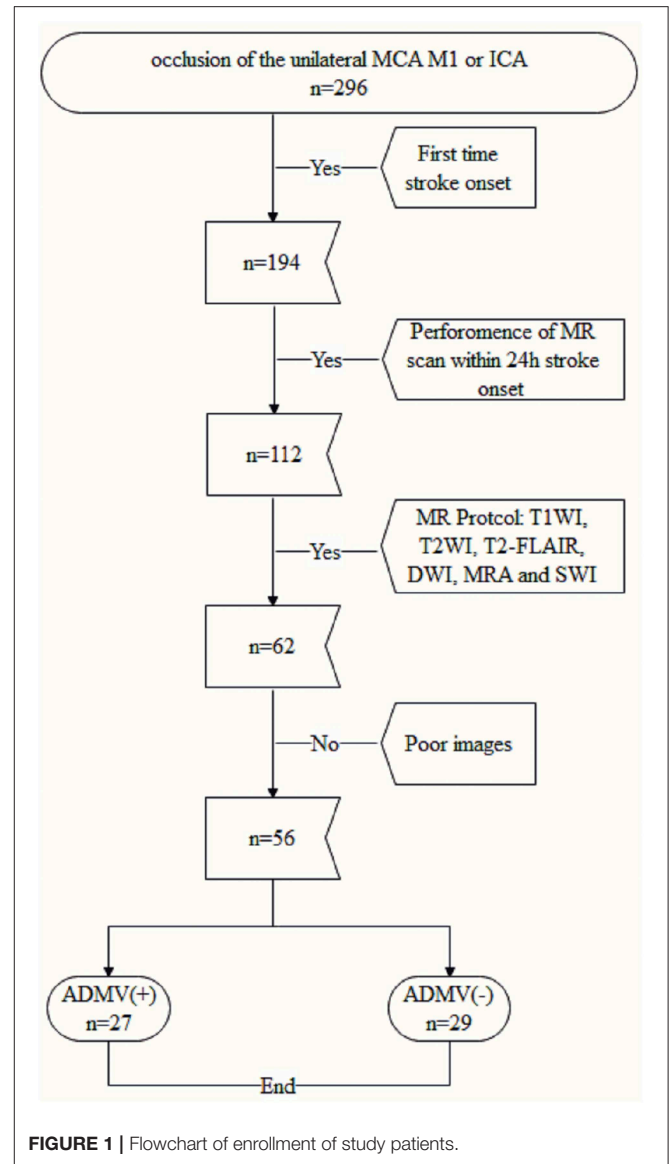 occlusion of the unilateral MCA M1 or ICA
n=296
Yes
First time
stroke onset
n=194
Yes
Perforomence of MR
scan within 24h stroke
onset
n=112
Yes
MR Protcol: T1WI,
T2WI, T2-FLAIR,
DWI, MRA and SWI
n=62
No
Poor images
n=56
ADMV(+)
n=27
ADMV(-)
n=29
End
FIGURE 1 | Flowchart of enrollment of study patients.